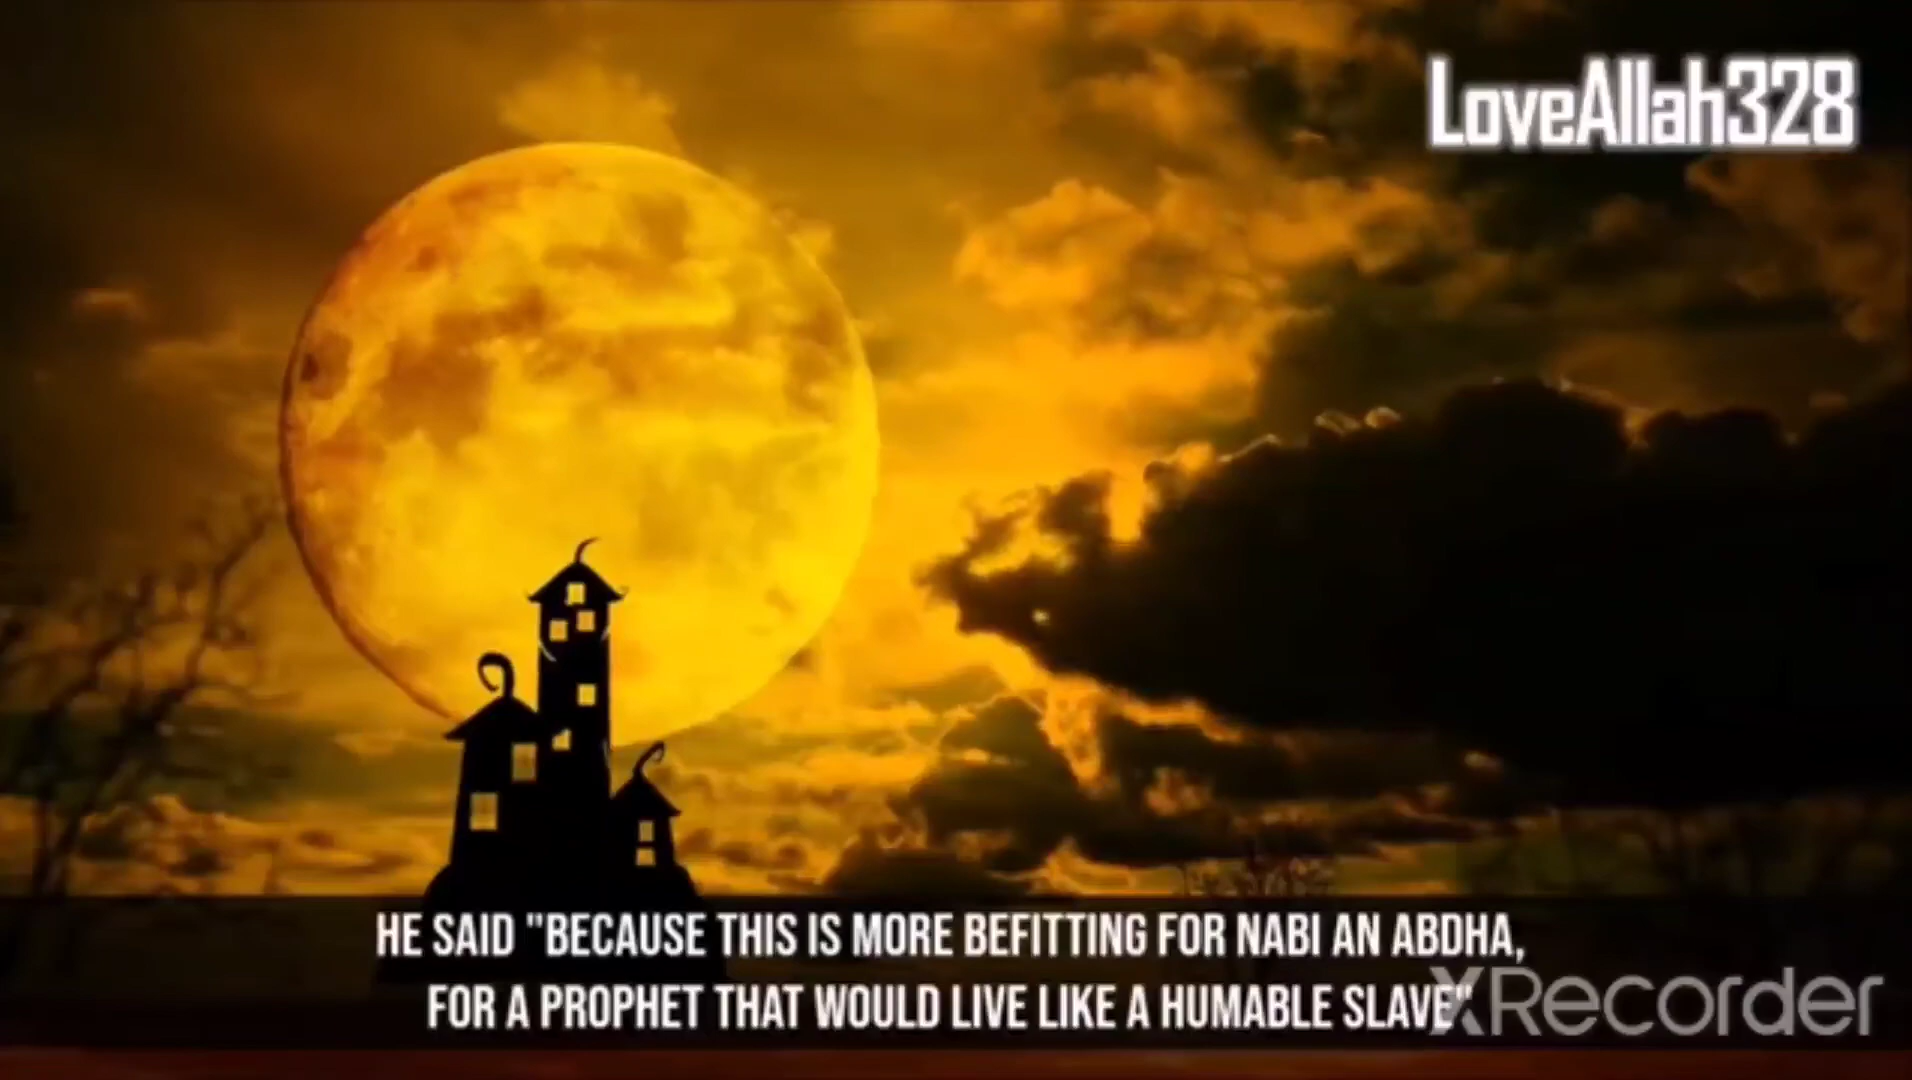 LoveAllah328
HE SAID "BECAUSE THIS IS MORE BEFITTING FOR NABI AN ABDHA,
FOR A PROPHET THAT WOULD LIVE LIKE A HUMABLE SLAVE"
XRecorder